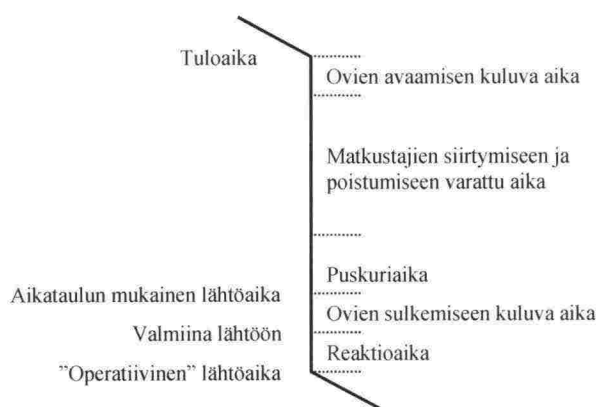 Tuloaika
Ovien avaamisen kuluva aika
Matkustajien siirtymiseen ja
poistumiseen varattu aika
Puskuriaika
Aikataulun mukainen lähtöaika
Ovien sulkemiseen kuluva aika
Valmiina lähtöön
Reaktioaika
”Operatiivinen” lähtöaika